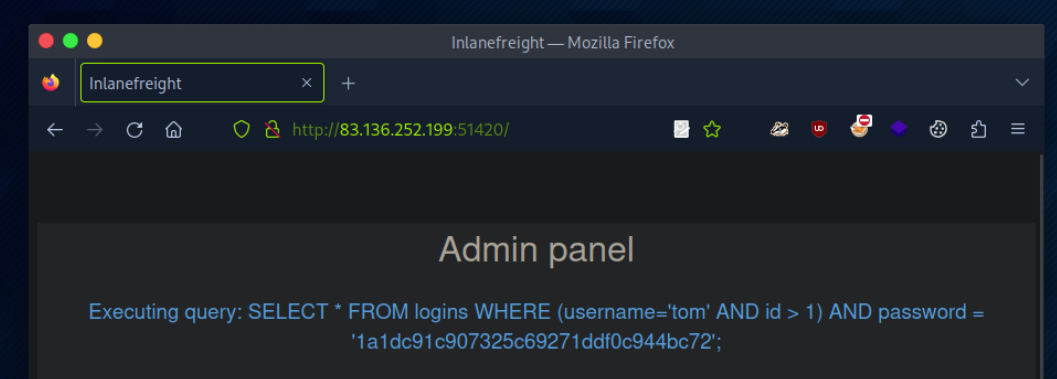 Inlanefreight — Mozilla Firefox
Inlanefreight
http://83.136.252.199:51420/
Admin panel
Executing query: SELECT * FROM logins WHERE (username='tom' AND id > 1) AND password =
'1a1dc91c907325c69271ddf0c944bc72';